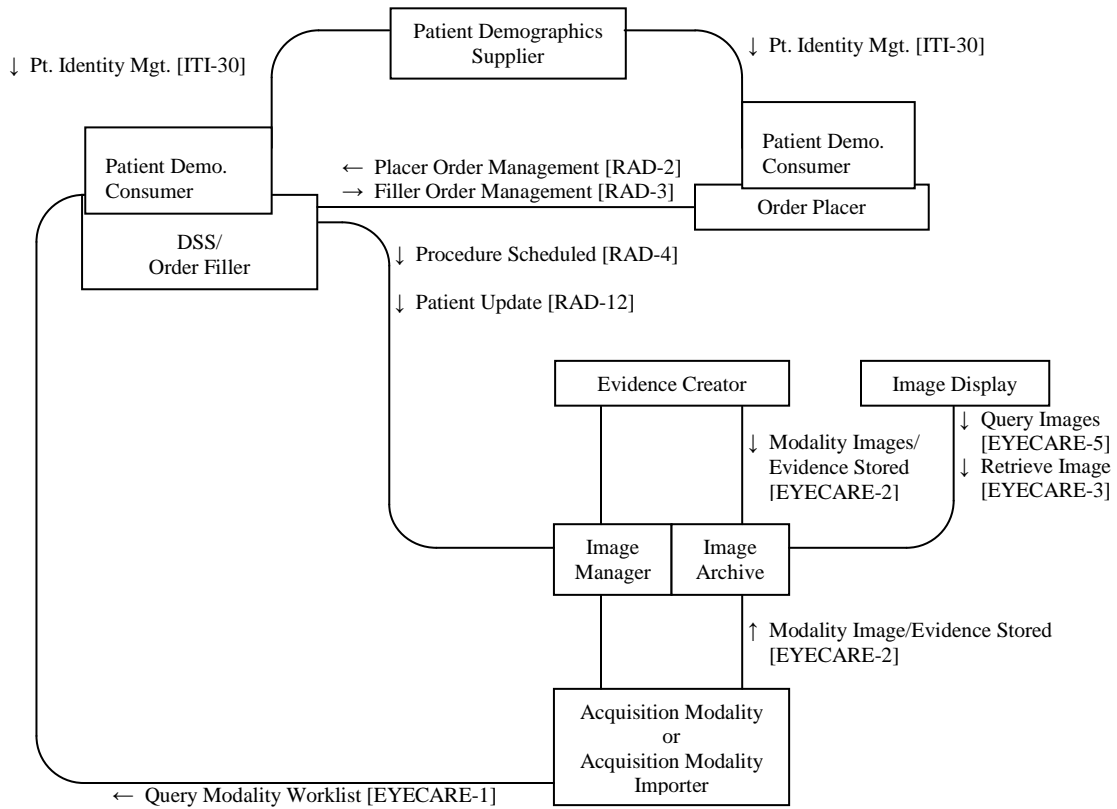 Patient Demographics
Supplier
↓ Pt. Identity Mgt. [ITI-30]
↓ Pt. Identity Mgt. [ITI-30]
Patient Demo.
Consumer
Patient Demo.
Consumer
← Placer Order Management [RAD-2]
→ Filler Order Management [RAD-3]
Order Placer
DSS/
Order Filler
↓ Procedure Scheduled [RAD-4]
↓ Patient Update [RAD-12]
Evidence Creator
Image Display
↓ Modality Images/
Evidence Stored
[EYECARE-2]
↓ Query Images
[EYECARE-5]
↓ Retrieve Image
[EYECARE-3]
Image
Manager
Image
Archive
↑ Modality Image/Evidence Stored
[EYECARE-2]
Acquisition Modality
or
Acquisition Modality
Importer
← Query Modality Worklist [EYECARE-1]